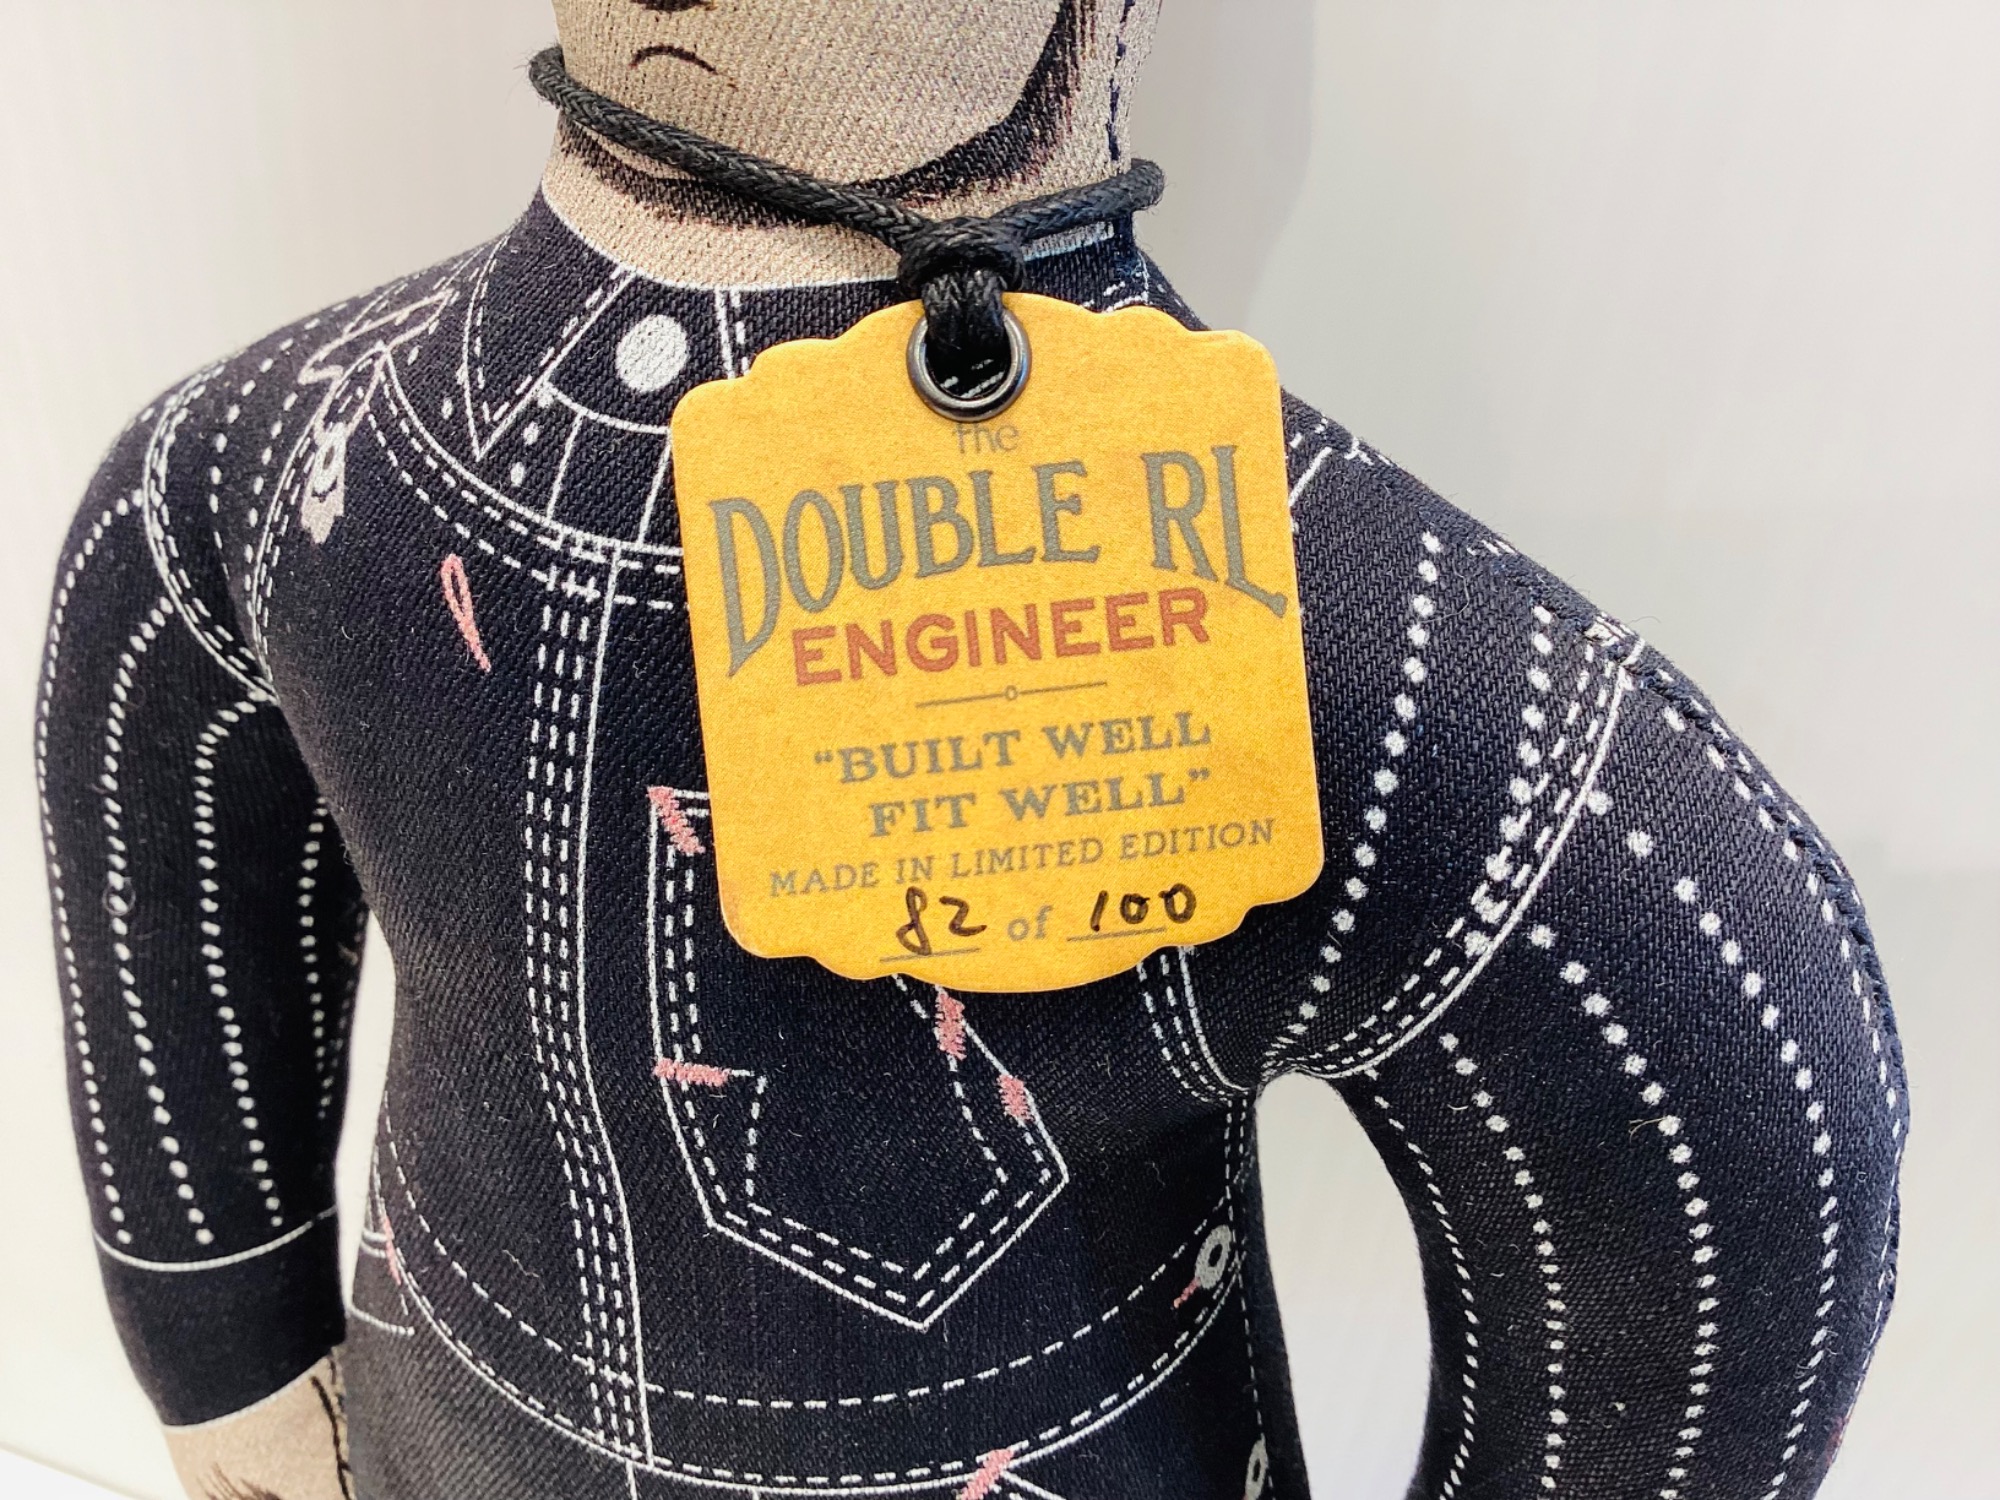 the
DOUBLE RL
ENGINEER
“BUILT WELL
FIT WELL”
MADE IN LIMITED EDITION
82 of 100